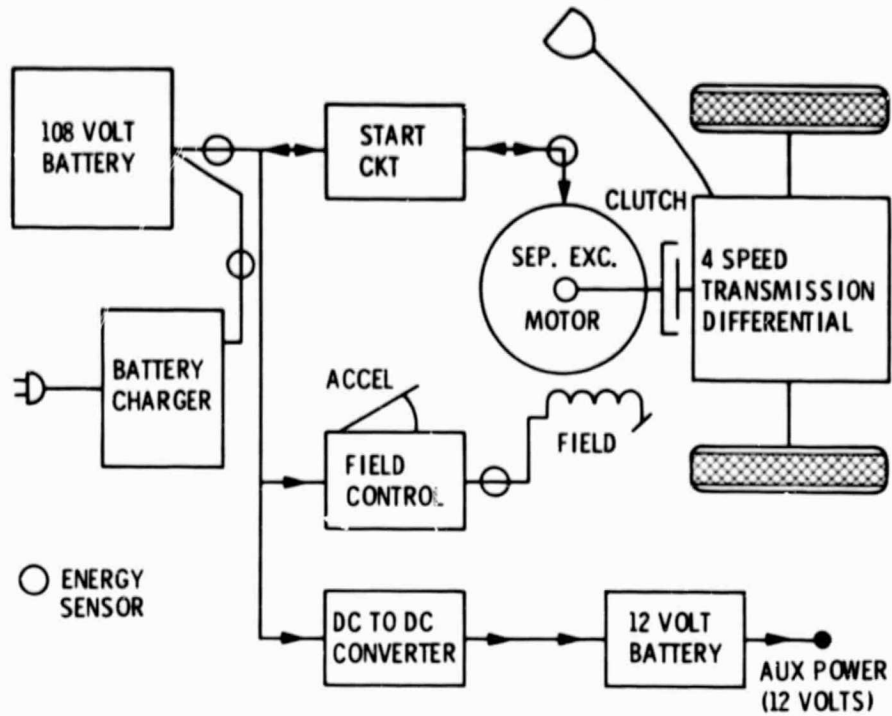 108 VOLT
BATTERY
START
CKT
CLUTCH
SEP. EXC.
MOTOR
4 SPEED
TRANSMISSION
DIFFERENTIAL
BATTERY
CHARGER
ACCEL
FIELD
CONTROL
FIELD
ENERGY
SENSOR
DC TO DC
CONVERTER
12 VOLT
BATTERY
AUX POWER
(12 VOLTS)